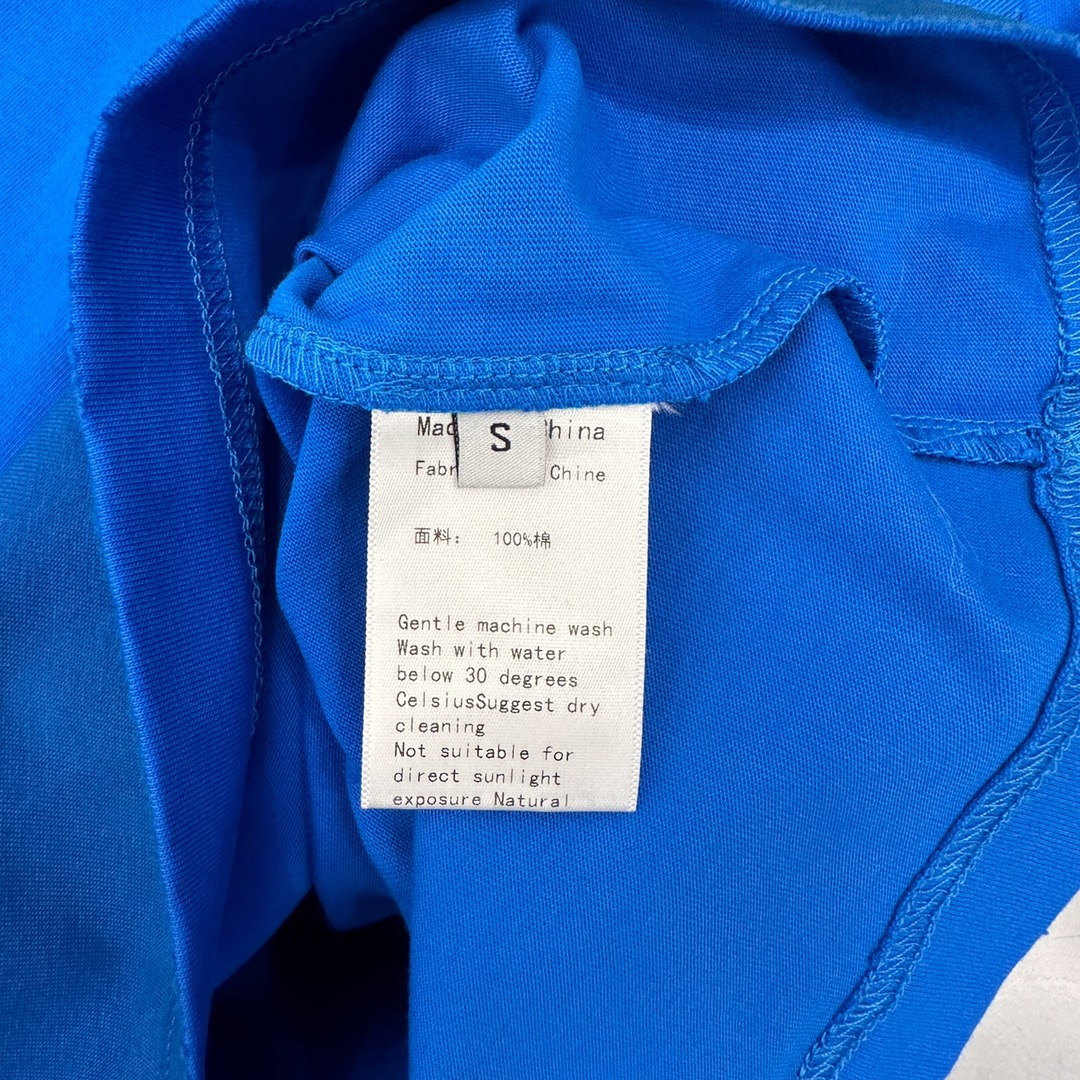 S
Mac hina
Fabr Chine
面料： 100%棉
Gentle machine wash
Wash with water
below 30 degrees
CelsiusSuggest dry
cleaning
Not suitable for
direct sunlight
exposure Natural